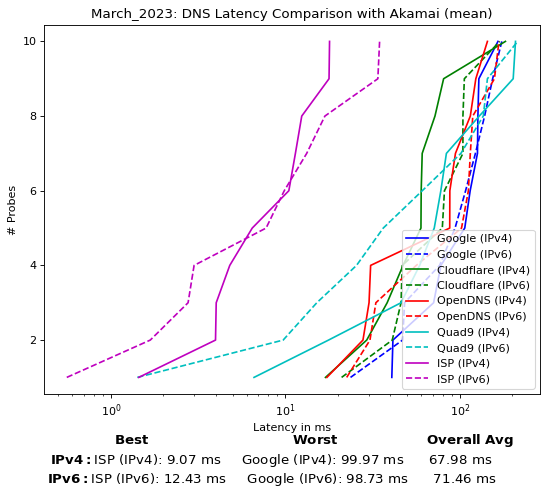 March_2023: DNS Latency Comparison with Akamai (mean)
# Probes
10
8
6
4
2
Google (IPv4)
Google (IPv6)
Cloudflare (IPv4)
Cloudflare (IPv6)
OpenDNS (IPv4)
OpenDNS (IPv6)
Quad9 (IPv4)
Quad9 (IPv6)
ISP (IPv4)
ISP (IPv6)
10⁰ 10¹ 10²
Latency in ms
Best Worst Overall Avg
IPv4: ISP (IPv4): 9.07 ms Google (IPv4): 99.97 ms 67.98 ms
IPv6: ISP (IPv6): 12.43 ms Google (IPv6): 98.73 ms 71.46 ms